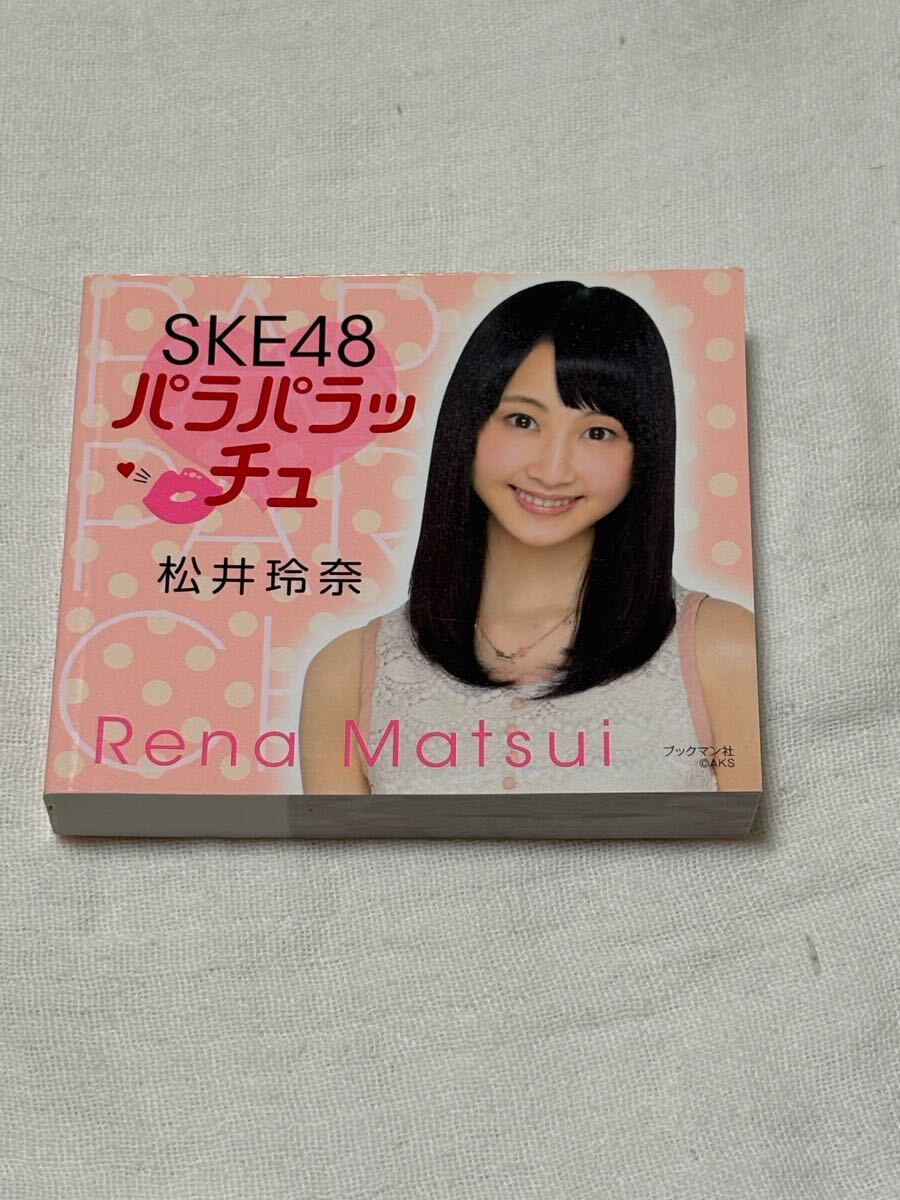 PAR
SKE48
パラパラッ
チュ
松井玲奈
Rena Matsui
ブックマン社
©AKS